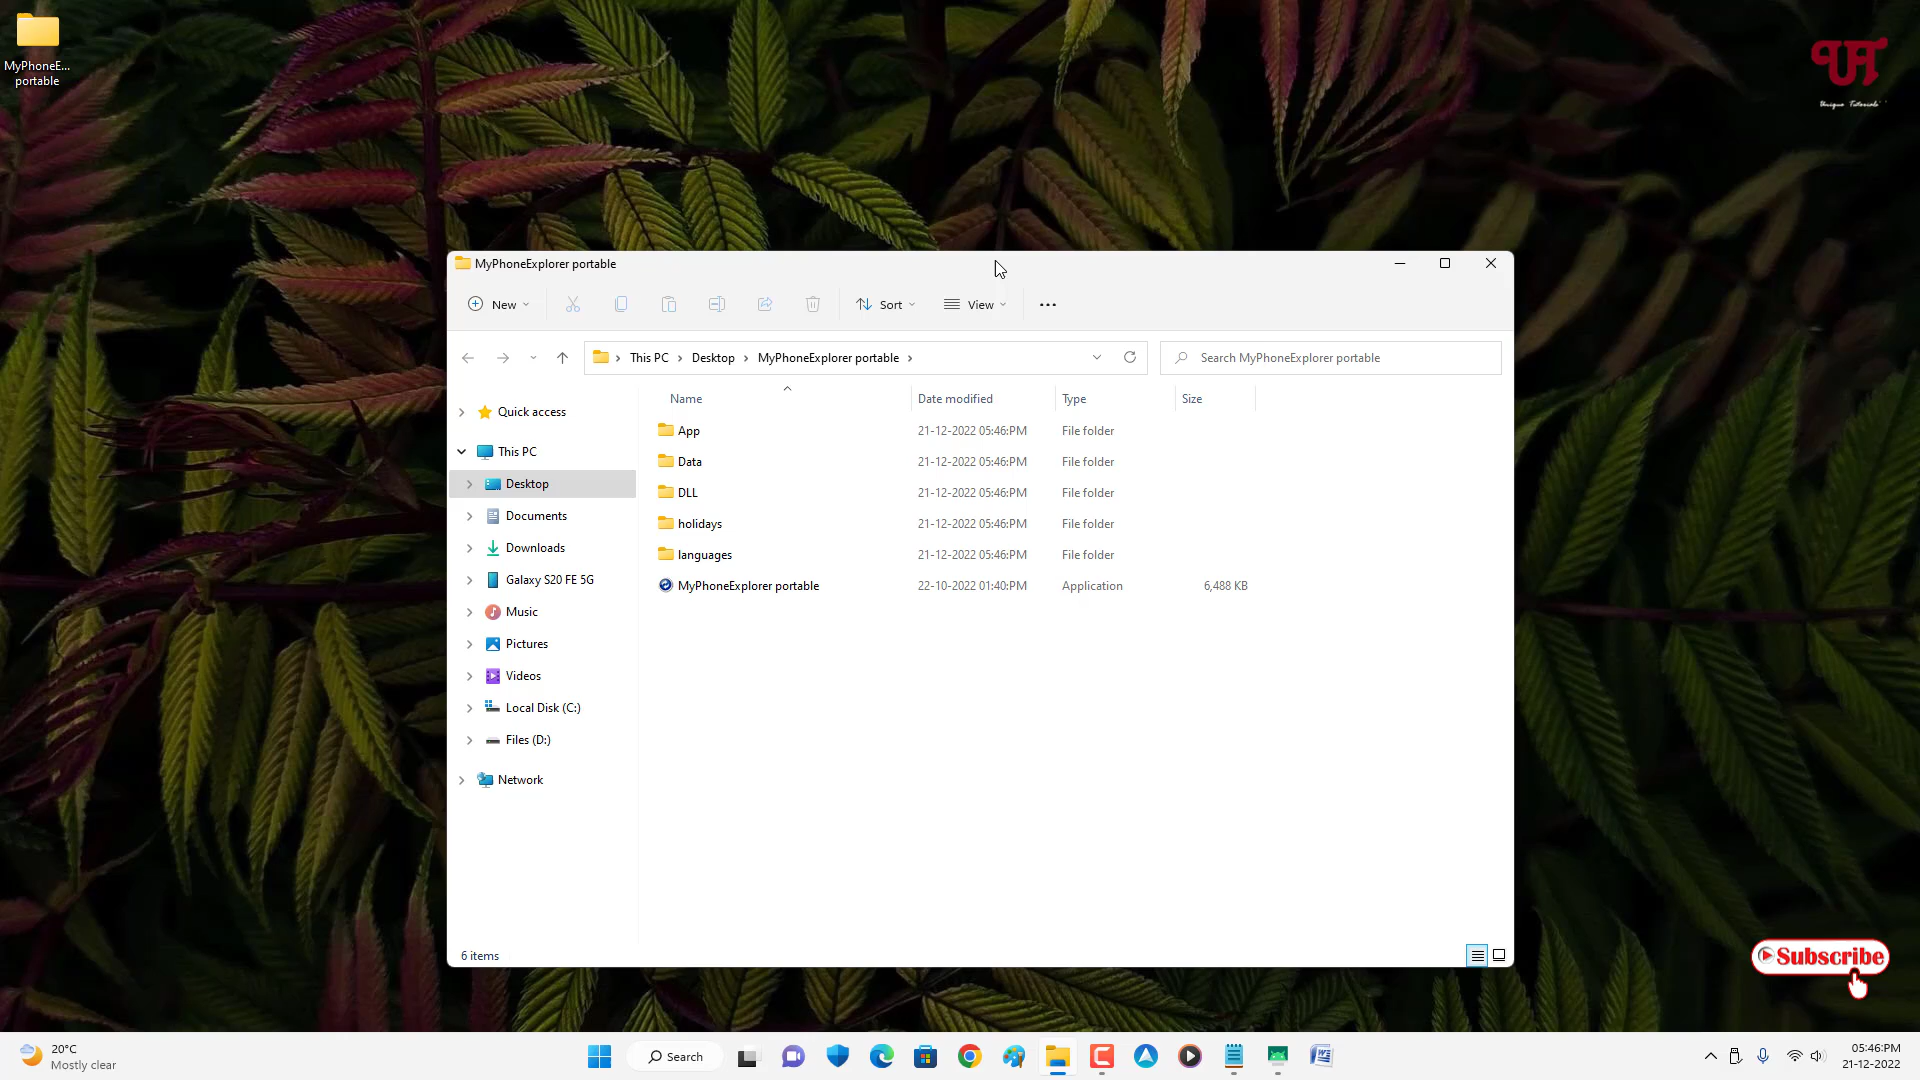 MyPhoneE...
portable
UT
Unique Tutorials
MyPhoneExplorer portable
New
Sort
View
This PC
Desktop
MyPhoneExplorer portable
Search MyPhoneExplorer portable
Quick access
This PC
Desktop
Documents
Downloads
Galaxy S20 FE 5G
Music
Pictures
Videos
Local Disk (C:)
Files (D:)
Network
Name Date modified Type Size
App 21-12-2022 05:46:PM File folder
Data 21-12-2022 05:46:PM File folder
DLL 21-12-2022 05:46:PM File folder
holidays 21-12-2022 05:46:PM File folder
languages 21-12-2022 05:46:PM File folder
MyPhoneExplorer portable 22-10-2022 01:40:PM Application 6,488 KB
6 items
Subscribe
20°C
Mostly clear
Search
05:46:PM
21-12-2022